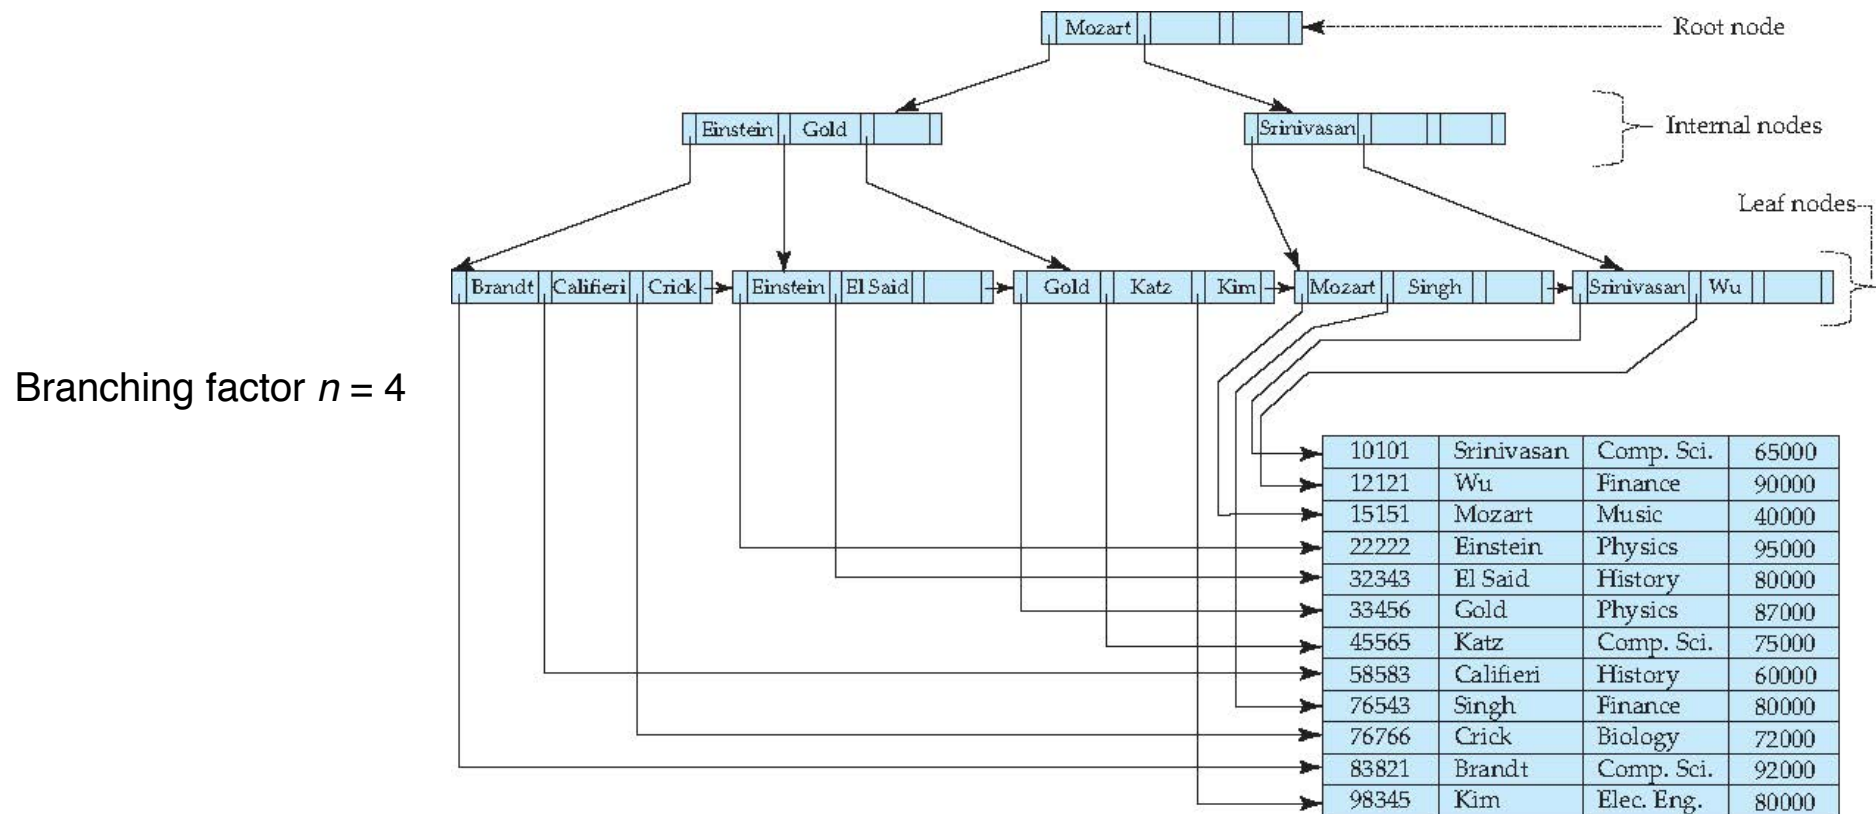 Mozart
Root node
Einstein Gold
Srinivasan
Internal nodes
Leaf nodes
Brandt Califieri Crick
Einstein El Said
Gold Katz Kim
Mozart Singh
Srinivasan Wu
Branching factor n = 4
10101 Srinivasan Comp. Sci. 65000
12121 Wu Finance 90000
15151 Mozart Music 40000
22222 Einstein Physics 95000
32343 El Said History 80000
33456 Gold Physics 87000
45565 Katz Comp. Sci. 75000
58583 Califieri History 60000
76543 Singh Finance 80000
76766 Crick Biology 72000
83821 Brandt Comp. Sci. 92000
98345 Kim Elec. Eng. 80000